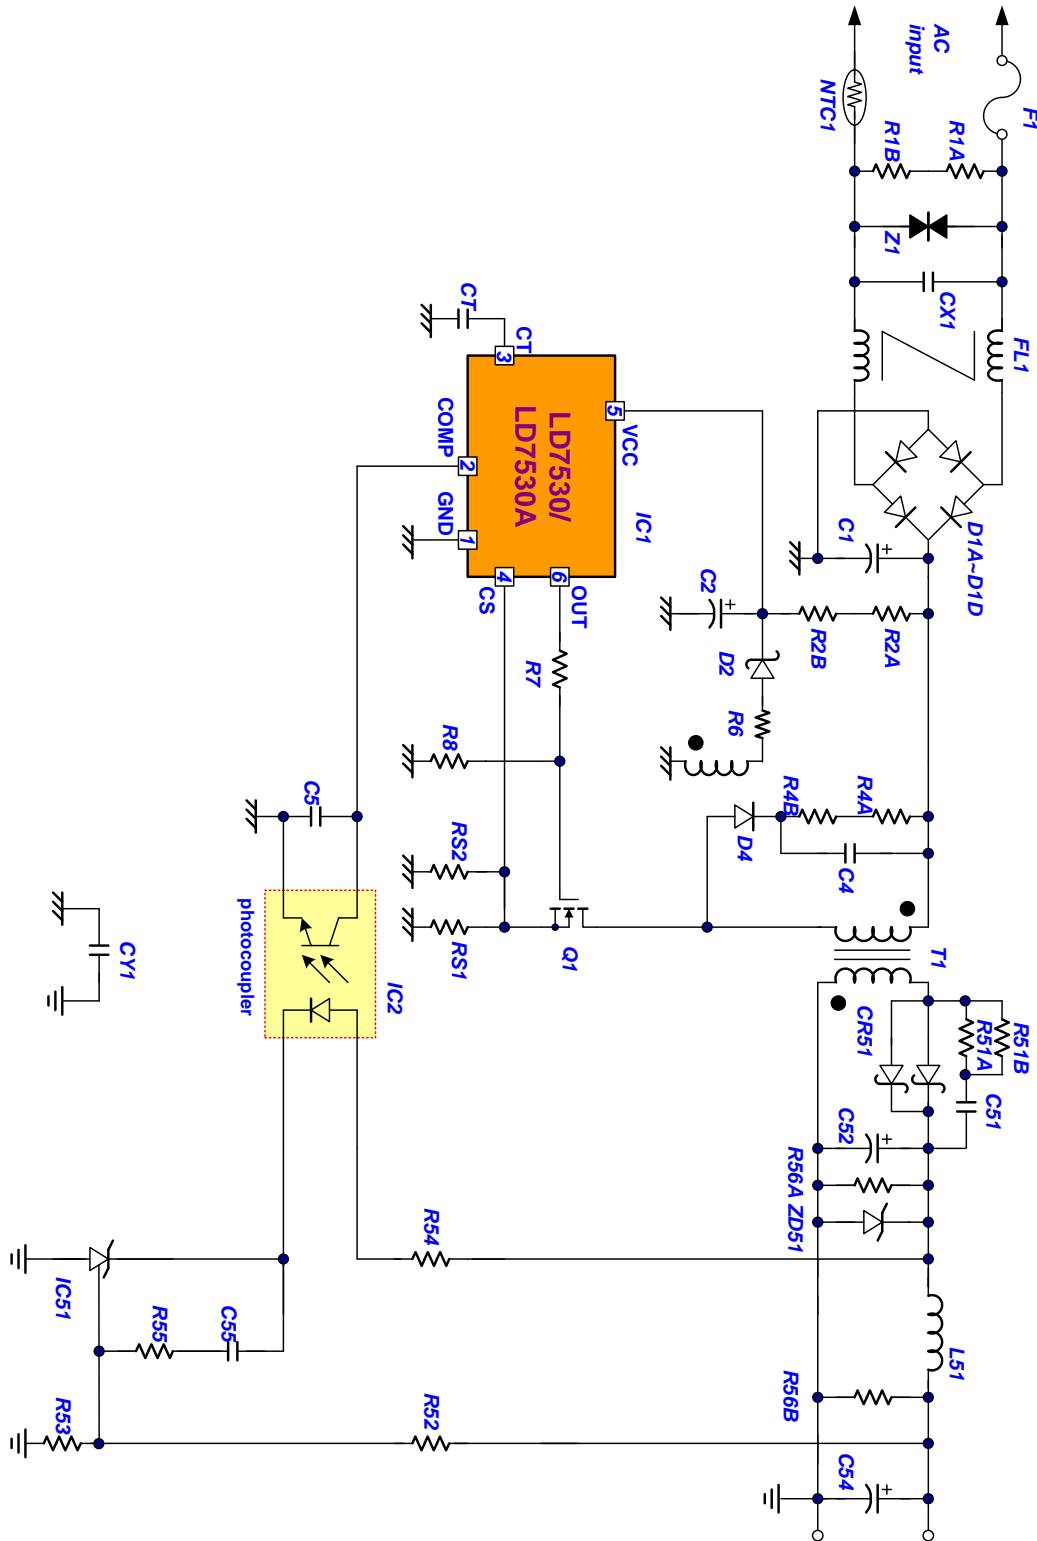 AC
input
F1
NTC1
R1A
R1B
Z1
CX1
FL1
D1A~D1D
C1
R2A
R2B
C2
D2
R6
R4A
R4B
C4
D4
T1
R51B
R51A
C51
CR51
C52
R56A
ZD51
L51
R56B
C54
CT
CT
3
COMP
2
GND
1
5
VCC
LD7530/
LD7530A
IC1
4
CS
6
OUT
R7
R8
RS2
RS1
Q1
C5
IC2
photocoupler
CY1
R54
R52
IC51
R55
C55
R53
+
+
+
+